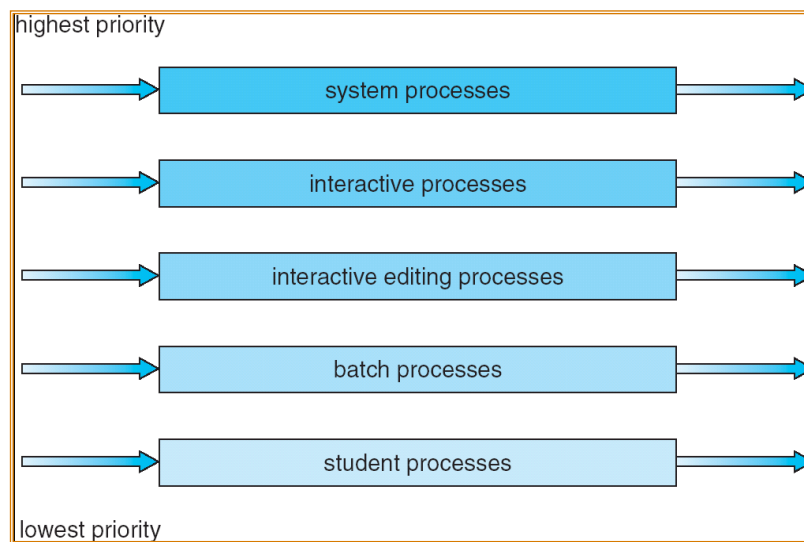 highest priority
system processes
interactive processes
interactive editing processes
batch processes
student processes
lowest priority